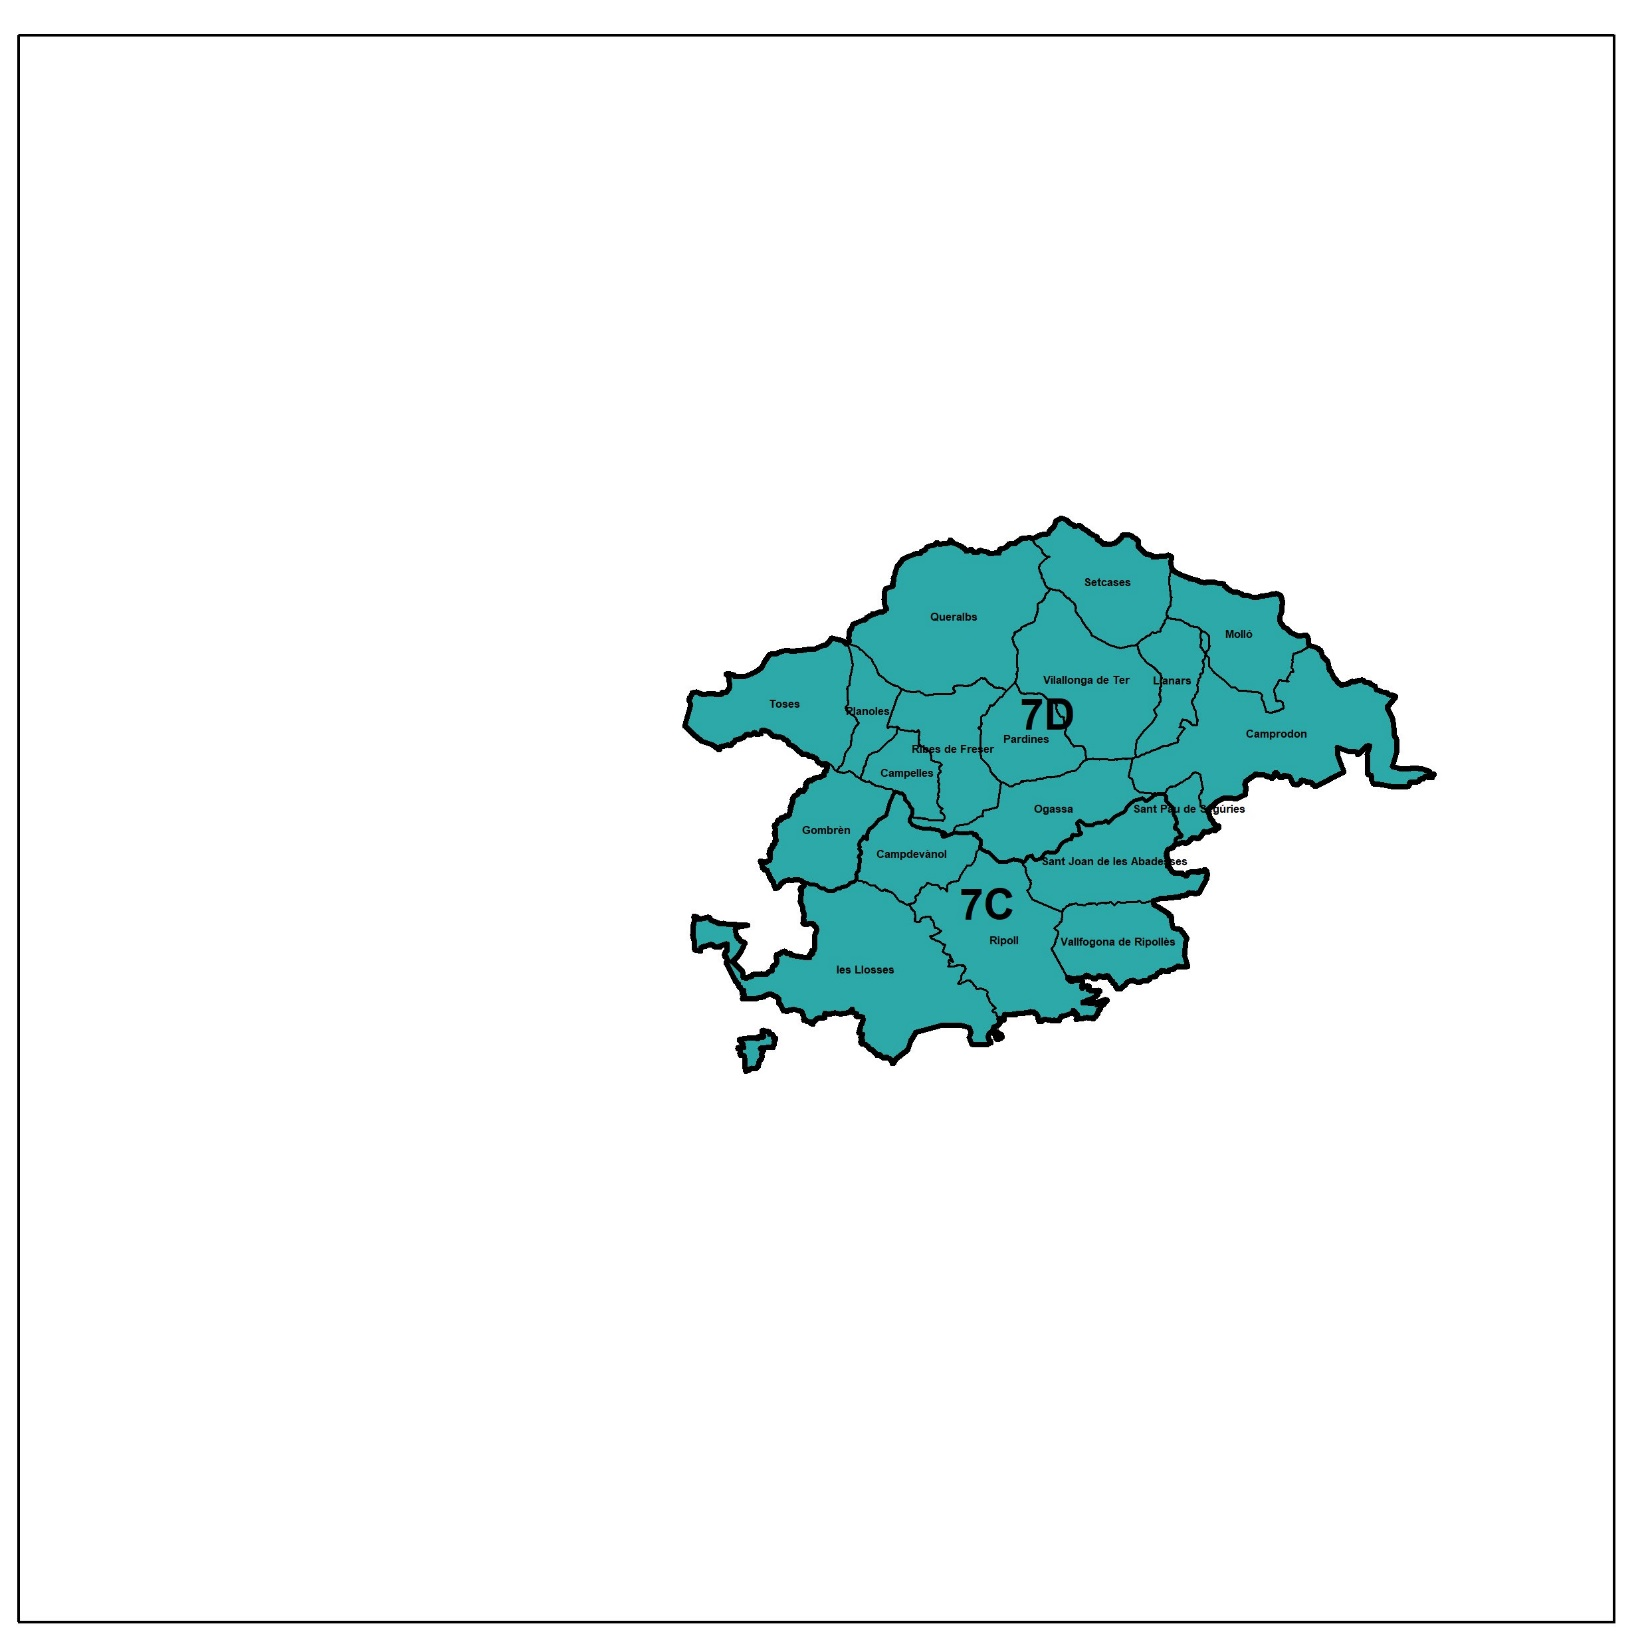 Setcases
Queralbs
Molló
Vilallonga de Ter
Llanars
Toses
Planoles
7D
Camprodon
Pardines
Ribes de Freser
Campelles
Ogassa
Sant Pau de Segúries
Gombrèn
Campdevànol
Sant Joan de les Abadesses
7C
Ripoll
Vallfogona de Ripollès
les Llosses